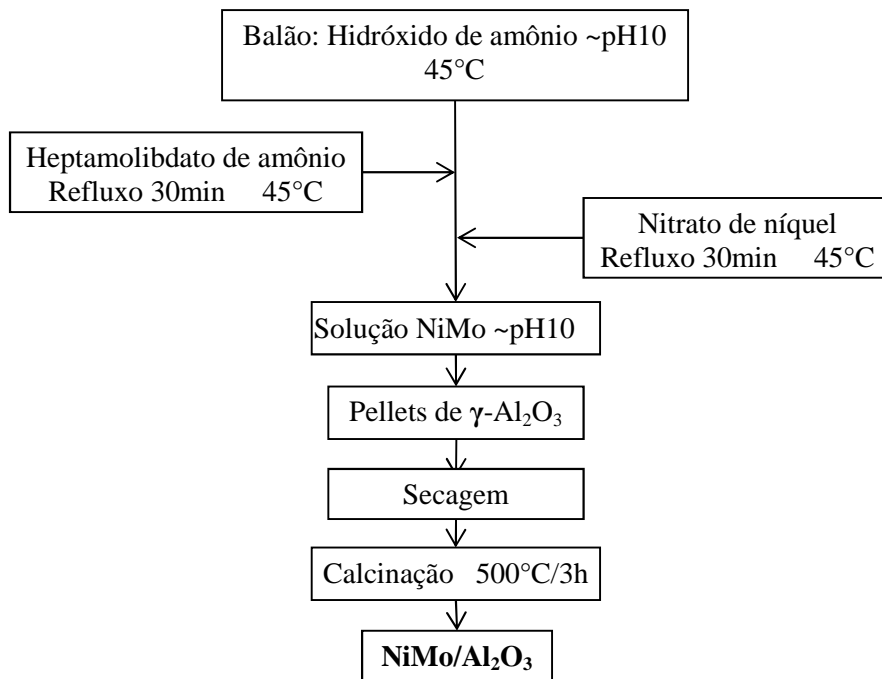 Balão: Hidróxido de amônio ~pH10
45°C
Heptamolibdato de amônio
Refluxo 30min 45°C
Nitrato de níquel
Refluxo 30min 45°C
Solução NiMo ~pH10
Pellets de γ-Al₂O₃
Secagem
Calcinação 500°C/3h
NiMo/Al₂O₃